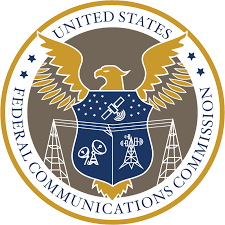 UNITED STATES
FEDERAL COMMUNICATIONS COMMISSION